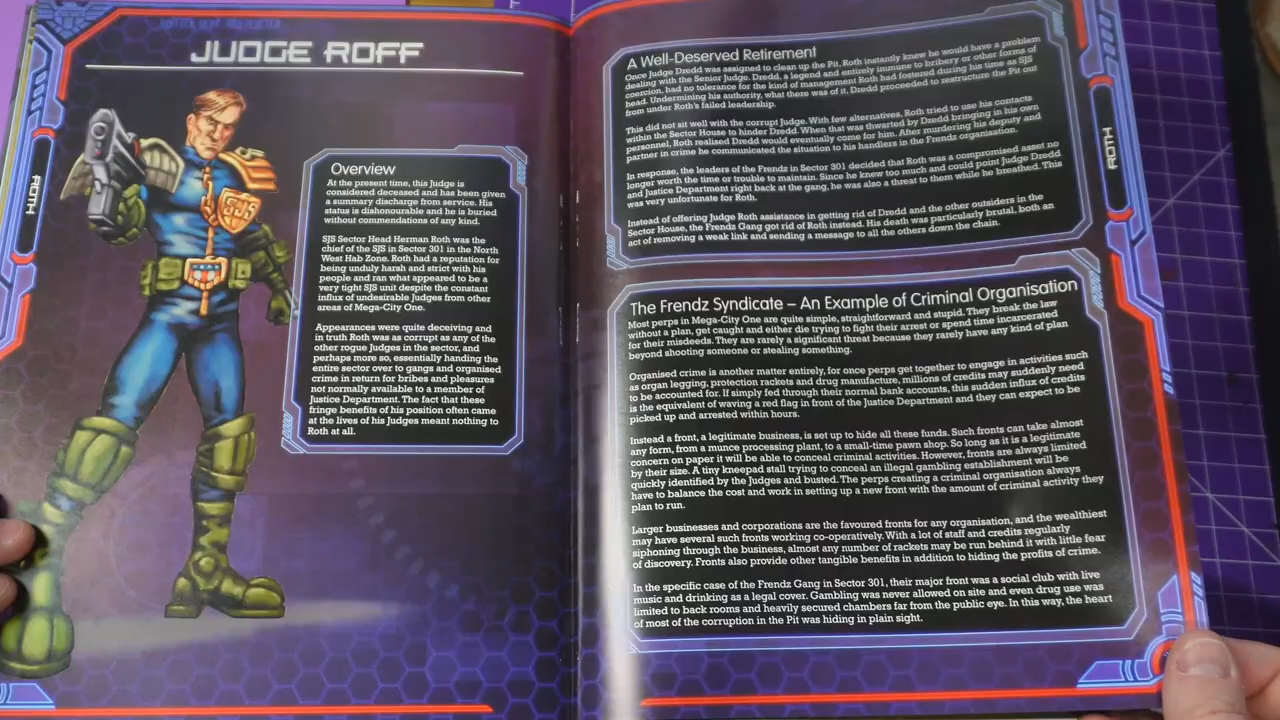 JUDGE ROFF
Overview
At the present time, this Judge is
considered deceased and has been given
a summary discharge from service. His
status is dishonourable and he is buried
without commendations of any kind.
SJS Sector Head Herman Roth was the
chief of the SJS in Sector 301 in the North
West Hab Zone. Roth had a reputation for
being unduly harsh and strict with his
people and ran what appeared to be a
very tight SJS unit despite the constant
influx of undesirable Judges from other
areas of Mega-City One.
Appearances were quite deceiving and
in truth Roth was as corrupt as any of the
other rogue Judges in the sector, and
perhaps more so, essentially handing the
entire sector over to gangs and organised
crime in return for bribes and pleasures
not normally available to a member of
Justice Department. The fact that these
fringe benefits of his position often came
at the lives of his Judges meant nothing to
Roth at all.
SJS
ROTH
A Well-Deserved Retirement
Once Judge Dredd was assigned to clean up the Pit, Roth instantly knew he would have a problem
dealing with the Senior Judge. Dredd, a legend and entirely immune to bribery or other forms of
coercion, had no tolerance for the kind of management Roth had fostered during his time as SJS
head. Undermining his authority, what there was of it, Dredd proceeded to restructure the Pit out
from under Roth's failed leadership.
This did not sit well with the corrupt Judge. With few alternatives, Roth tried to use his contacts
within the Sector House to hinder Dredd. When that was thwarted by Dredd bringing in his own
personnel, Roth realised Dredd would eventually come for him. After murdering his deputy and
partner in crime he communicated the situation to his handlers in the Frendz organisation.
In response, the leaders of the Frendz in Sector 301 decided that Roth was a compromised asset no
longer worth the time or trouble to maintain. Since he knew too much and could point Judge Dredd
and Justice Department right back at the gang, he was also a threat to them while he breathed. This
was very unfortunate for Roth.
Instead of offering Judge Roth assistance in getting rid of Dredd and the other outsiders in the
Sector House, the Frendz Gang got rid of Roth instead. His death was particularly brutal, both an
act of removing a weak link and sending a message to all the others down the chain.
The Frendz Syndicate – An Example of Criminal Organisation
Most perps in Mega-City One are quite simple, straightforward and stupid. They break the law
without a plan, get caught and either die trying to fight their arrest or spend time incarcerated
for their misdeeds. They are rarely a significant threat because they rarely have any kind of plan
beyond shooting someone or stealing something.
Organised crime is another matter entirely, for once perps get together to engage in activities such
as organ legging, protection rackets and drug manufacture, millions of credits may suddenly need
to be accounted for. If simply fed through their normal bank accounts, this sudden influx of credits
is the equivalent of waving a red flag in front of the Justice Department and they can expect to be
picked up and arrested within hours.
Instead a front, a legitimate business, is set up to hide all these funds. Such fronts can take almost
any form, from a munce processing plant, to a small-time pawn shop. So long as it is a legitimate
concern on paper it will be able to conceal criminal activities. However, fronts are always limited
by their size. A tiny kneepad stall trying to conceal an illegal gambling establishment will be
quickly identified by the Judges and busted. The perps creating a criminal organisation always
have to balance the cost and work in setting up a new front with the amount of criminal activity they
plan to run.
Larger businesses and corporations are the favoured fronts for any organisation, and the wealthiest
may have several such fronts working co-operatively. With a lot of staff and credits regularly
siphoning through the business, almost any number of rackets may be run behind it with little fear
of discovery. Fronts also provide other tangible benefits in addition to hiding the profits of crime.
In the specific case of the Frendz Gang in Sector 301, their major front was a social club with live
music and drinking as a legal cover. Gambling was never allowed on site and even drug use was
limited to back rooms and heavily secured chambers far from the public eye. In this way, the heart
of most of the corruption in the Pit was hiding in plain sight.
ROTH